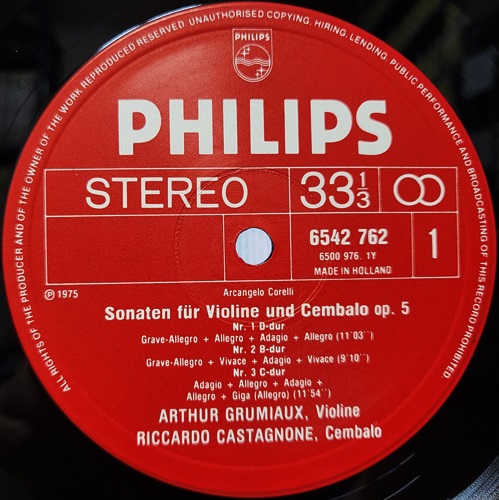 ALL RIGHTS OF THE PRODUCER AND OF THE OWNER OF THE WORK REPRODUCED RESERVED. UNAUTHORISED COPYING, HIRING, LENDING, PUBLIC PERFORMANCE AND BROADCASTING OF THIS RECORD PROHIBITED
PHILIPS
PHILIPS
STEREO 33 1/3 ∞
6542 762 1
6500 976. 1Y
MADE IN HOLLAND
℗ 1975
Arcangelo Corelli
Sonaten für Violine und Cembalo op. 5
Nr. 1 D-dur
Grave-Allegro + Allegro + Adagio + Allegro (11'03'')
Nr. 2 B-dur
Grave-Allegro + Vivace + Adagio + Vivace (9'10'')
Nr. 3 C-dur
Adagio + Allegro + Adagio +
Allegro + Giga (Allegro) (11'54'')
ARTHUR GRUMIAUX, Violine
RICCARDO CASTAGNONE, Cembalo